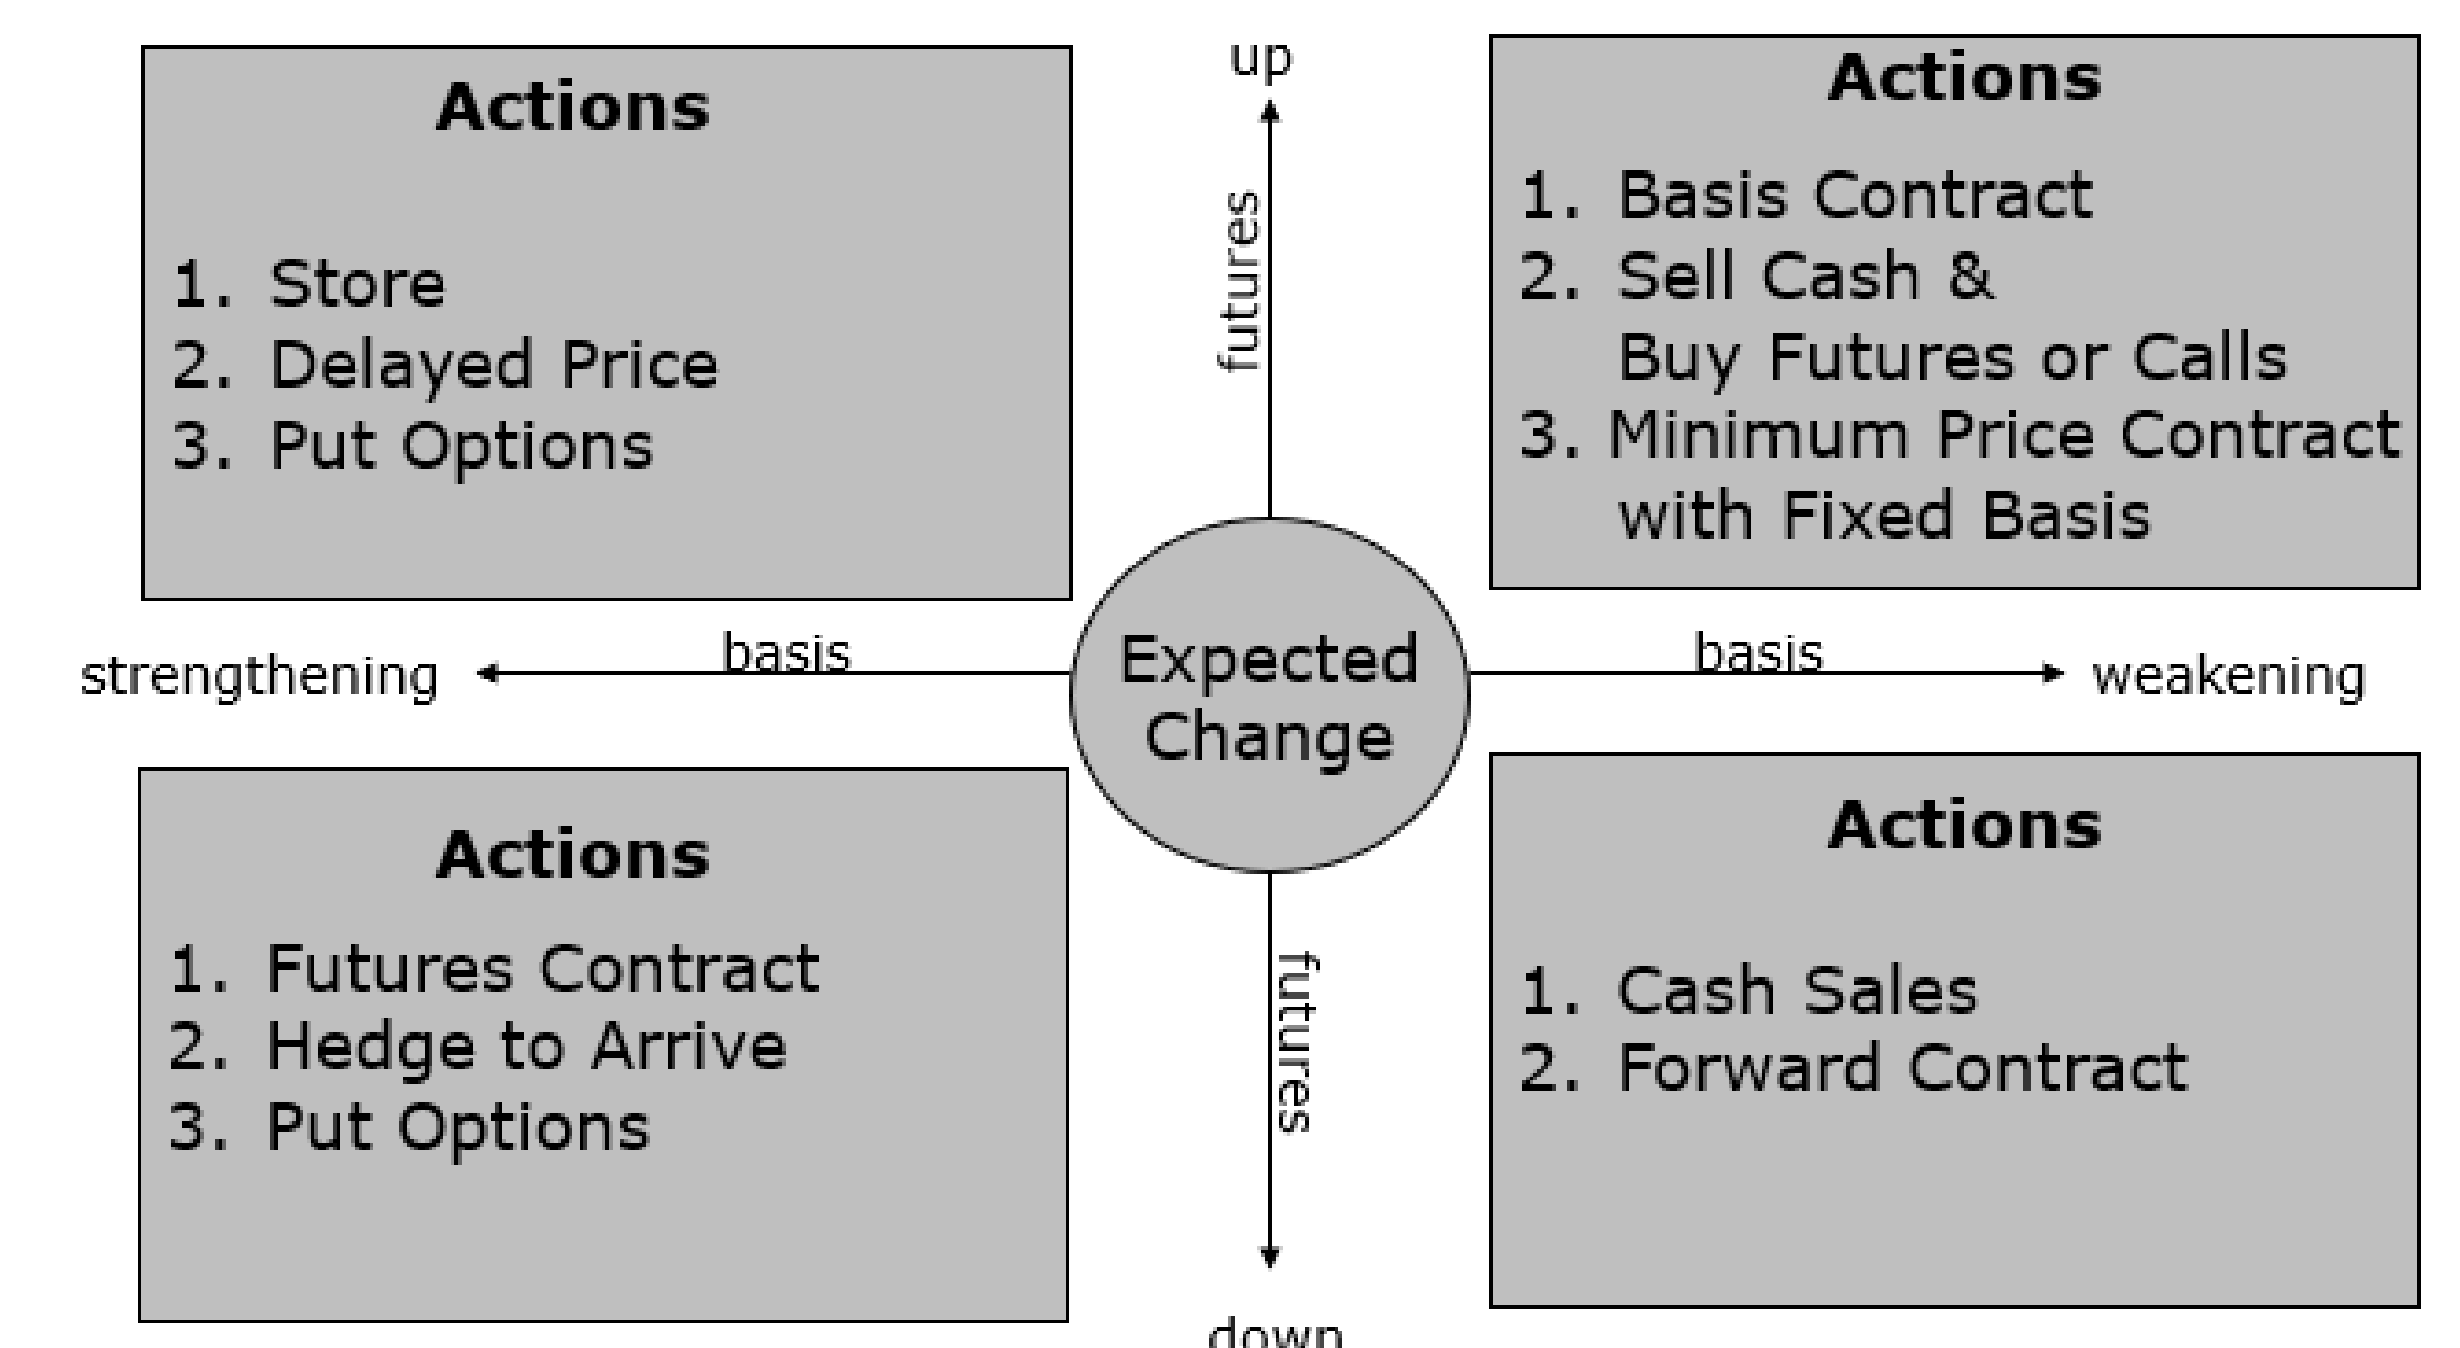 up
Actions
1. Store
2. Delayed Price
3. Put Options
futures
Actions
1. Basis Contract
2. Sell Cash &
Buy Futures or Calls
3. Minimum Price Contract
with Fixed Basis
strengthening
basis
Expected
Change
basis
weakening
Actions
1. Futures Contract
2. Hedge to Arrive
3. Put Options
futures
Actions
1. Cash Sales
2. Forward Contract
down